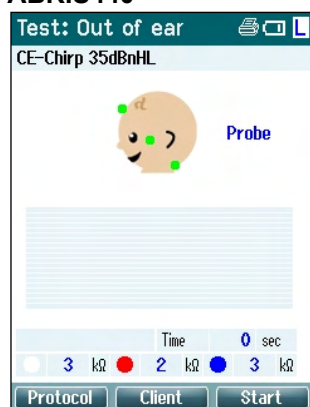 Test: Out of ear L
CE-Chirp 35dBnHL
Probe
Time 0 sec
3 kΩ 2 kΩ 3 kΩ
Protocol Client Start